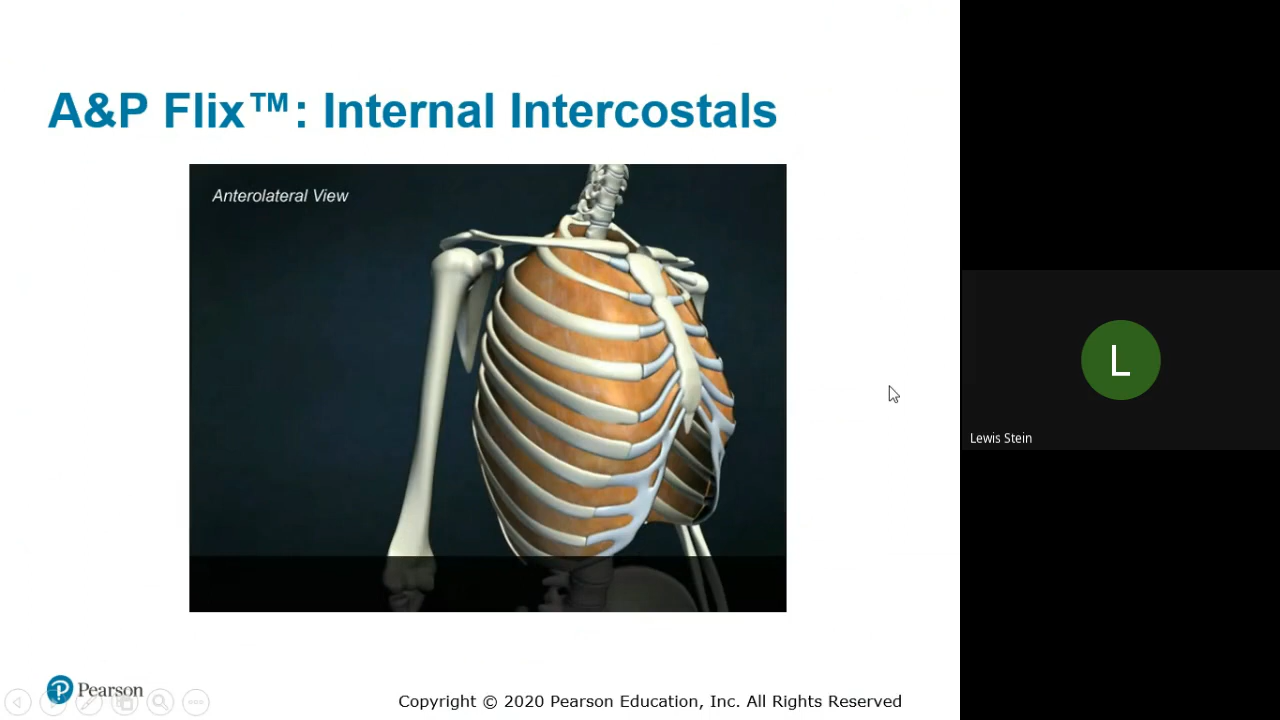 A&P Flix™: Internal Intercostals
Anterolateral View
L
Lewis Stein
Pearson
Copyright © 2020 Pearson Education, Inc. All Rights Reserved